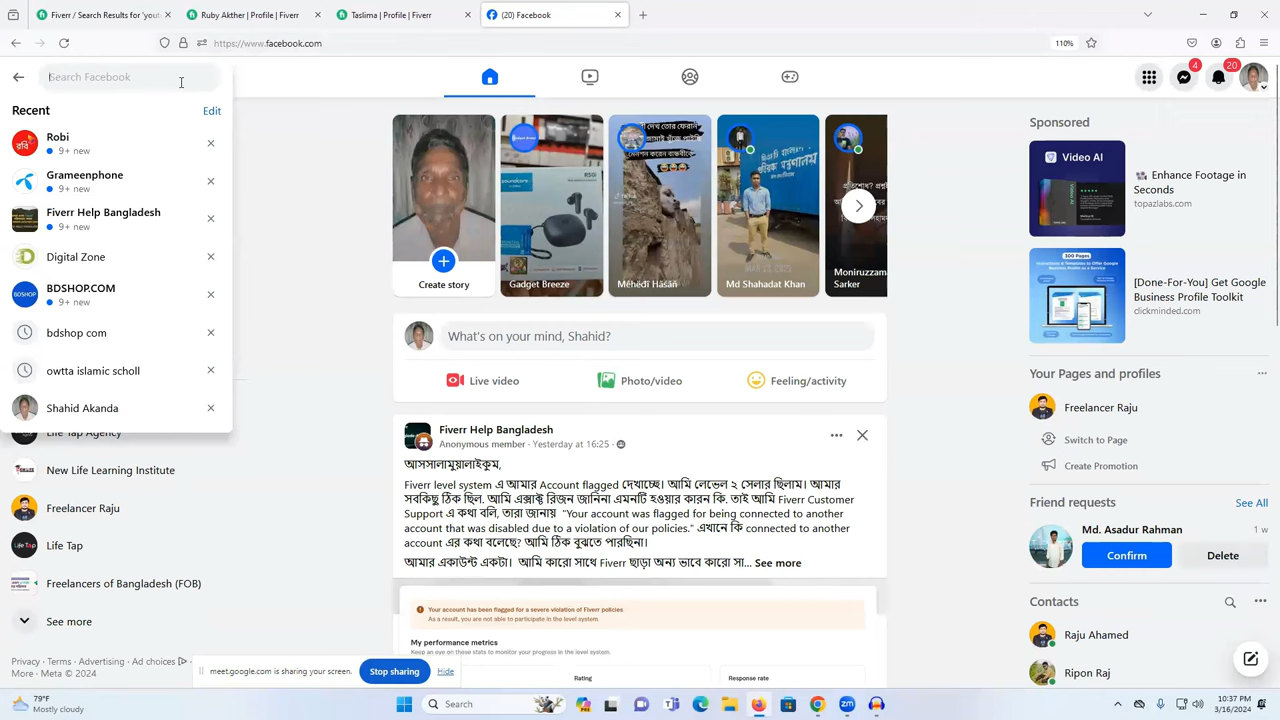 Fiverr / Search Results for 'yout
Ruby Akther | Profile | Fiverr
Taslima | Profile | Fiverr
(20) Facebook
https://www.facebook.com
110%
Search Facebook
4
20
Recent
Edit
Robi
9+ new
Grameenphone
9+ new
Fiverr Help Bangladesh
9+ new
Digital Zone
BDSHOP.COM
9+ new
bdshop com
owtta islamic scholl
Shahid Akanda
New Life Learning Institute
Freelancer Raju
Life Tap
Freelancers of Bangladesh (FOB)
See more
Privacy · Terms · Advertising · Ad choices
More · Meta © 2024
Create story
Gadget Breeze
Mehedi Hasan
Md Shahadat Khan
Moniruzzam
Sarker
What's on your mind, Shahid?
Live video
Photo/video
Feeling/activity
Fiverr Help Bangladesh
Anonymous member · Yesterday at 16:25
আসসালামুয়ালাইকুম,
Fiverr level system এ আমার Account flagged দেখাচ্ছে। আমি লেভেল ২ সেলার ছিলাম। আমার
সবকিছু ঠিক ছিল. আমি এক্সাক্ট রিজন জানিনা এমনটি হওয়ার কারন কি. তাই আমি Fiverr Customer
Support এ কথা বলি, তারা জানায় "Your account was flagged for being connected to another
account that was disabled due to a violation of our policies." এখানে কি connected to another
account এর কথা বলেছে? আমি ঠিক বুঝতে পারছিনা।
আমার একাউন্ট একটা। আমি কারো সাথে Fiverr ছাড়া অন্য ভাবে কারো সা... See more
Your account has been flagged for a severe violation of Fiverr policies
As a result, you are not able to participate in the level system.
My performance metrics
Keep an eye on these stats to monitor your progress in the level system.
Rating
Response rate
Sponsored
Video AI
Enhance Footage in
Seconds
topazlabs.com
300 Pages
[Done-For-You] Get Google
Business Profile Toolkit
clickminded.com
Your Pages and profiles
Freelancer Raju
Switch to Page
Create Promotion
Friend requests
See All
Md. Asadur Rahman
1 w
Confirm
Delete
Contacts
Raju Ahamed
Ripon Raj
meet.google.com is sharing your screen.
Stop sharing
Hide
Mostly cloudy
Search
10:37 PM
3/16/2024